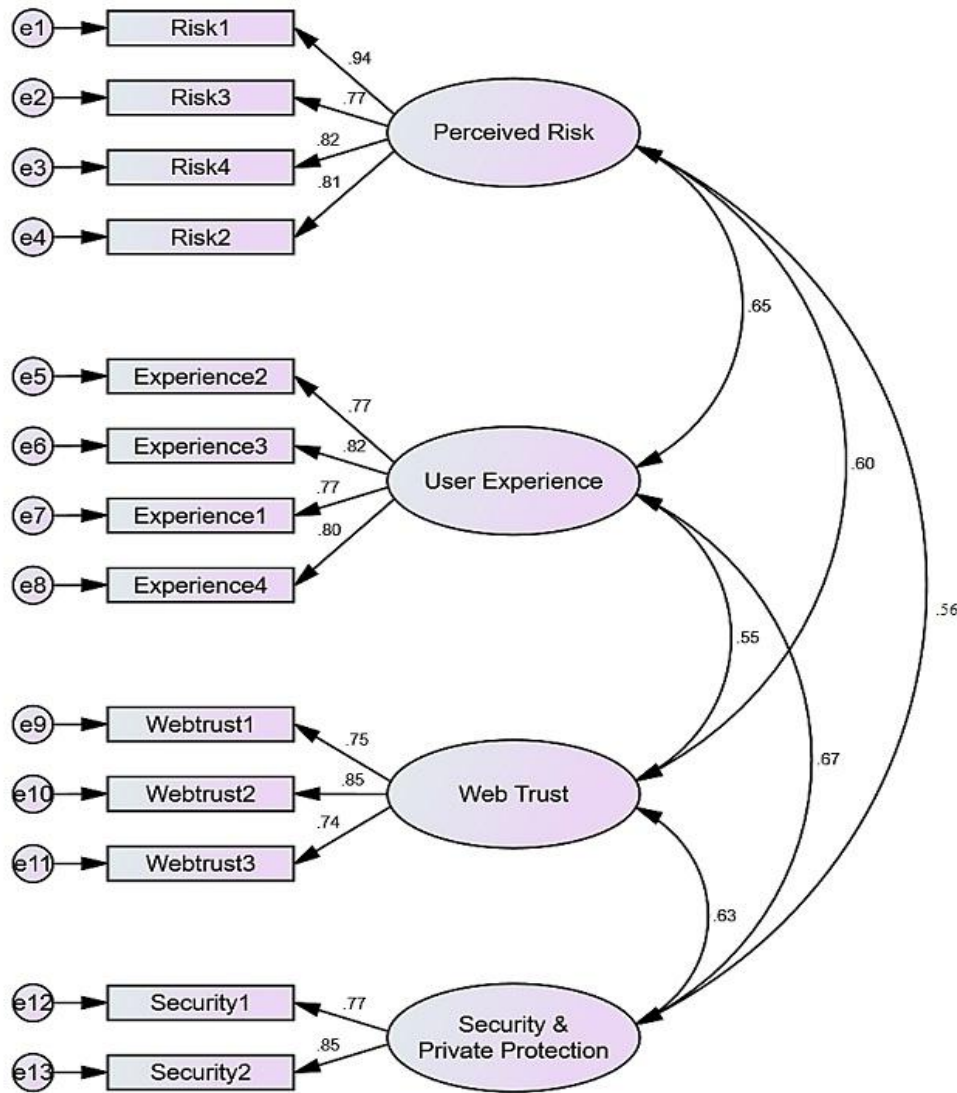 e1
Risk1
.94
e2
Risk3
.77
Perceived Risk
e3
Risk4
.82
e4
Risk2
.81
.65
e5
Experience2
.77
e6
Experience3
.82
User Experience
.60
e7
Experience1
.77
e8
Experience4
.80
.56
.55
e9
Webtrust1
.75
.67
e10
Webtrust2
.85
Web Trust
e11
Webtrust3
.74
.63
e12
Security1
.77
Security &
Private Protection
e13
Security2
.85